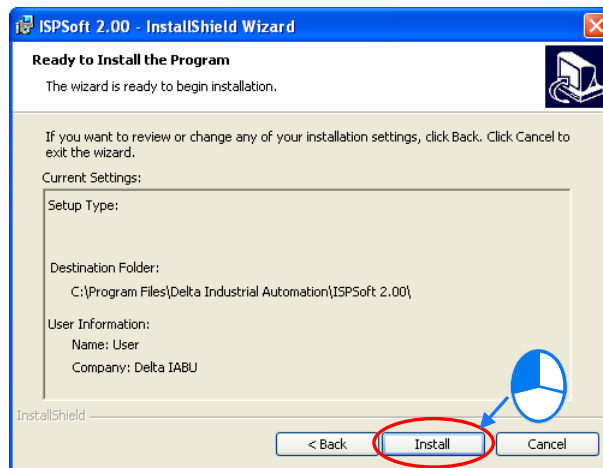 ISPSoft 2.00 - InstallShield Wizard
Ready to Install the Program
The wizard is ready to begin installation.
If you want to review or change any of your installation settings, click Back. Click Cancel to
exit the wizard.
Current Settings:
Setup Type:
Destination Folder:
C:\Program Files\Delta Industrial Automation\ISPSoft 2.00\
User Information:
Name: User
Company: Delta IABU
InstallShield
< Back
Install
Cancel